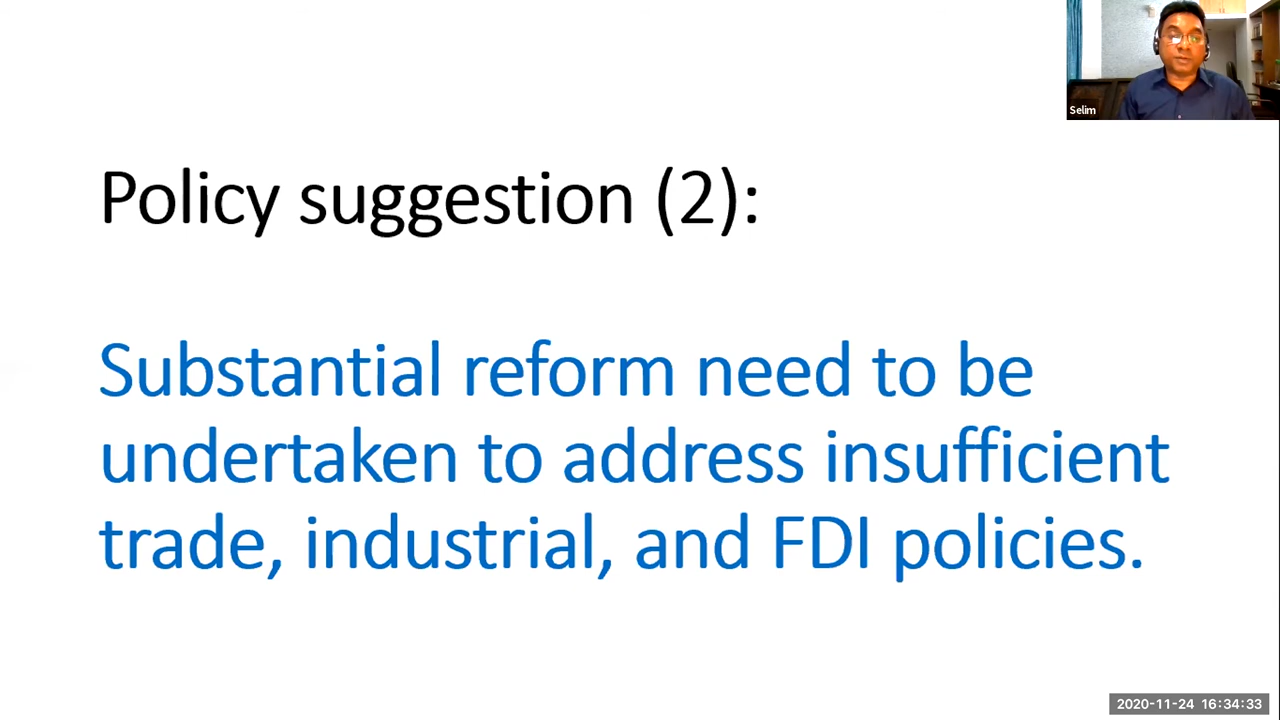 Selim
Policy suggestion (2):
Substantial reform need to be
undertaken to address insufficient
trade, industrial, and FDI policies.
2020-11-24 16:34:33